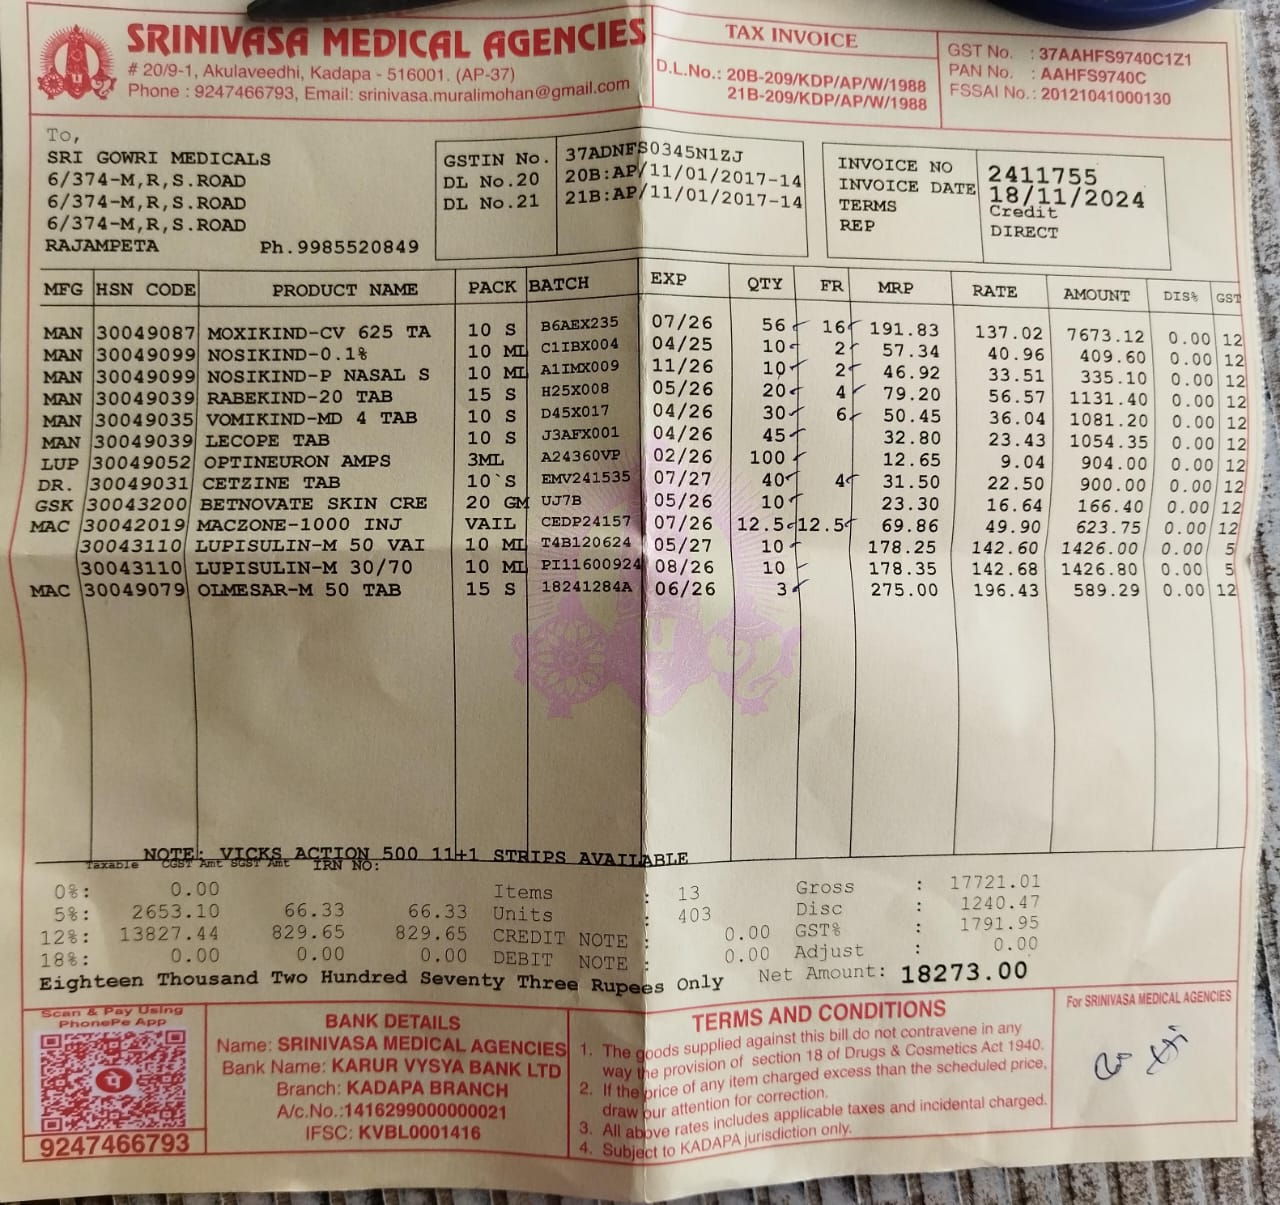 SRINIVASA MEDICAL AGENCIES
# 20/9-1, Akulaveedhi, Kadapa - 516001. (AP-37)
Phone : 9247466793, Email: srinivasa.muralimohan@gmail.com
TAX INVOICE
D.L.No.: 20B-209/KDP/AP/W/1988
21B-209/KDP/AP/W/1988
GST No. : 37AAHFS9740C1Z1
PAN No. : AAHFS9740C
FSSAI No.: 20121041000130
To,
SRI GOWRI MEDICALS
6/374-M,R,S.ROAD
6/374-M,R,S.ROAD
6/374-M,R,S.ROAD
RAJAMPETA Ph.9985520849
GSTIN No. 37ADNFS0345N1ZJ
DL No.20 20B:AP/11/01/2017-14
DL No.21 21B:AP/11/01/2017-14
INVOICE NO 2411755
INVOICE DATE 18/11/2024
TERMS Credit
REP DIRECT
MFG HSN CODE PRODUCT NAME PACK BATCH EXP QTY FR MRP RATE AMOUNT DIS% GST
MAN 30049087 MOXIKIND-CV 625 TA 10 S B6AEX235 07/26 56 16 191.83 137.02 7673.12 0.00 12
MAN 30049099 NOSIKIND-0.1% 10 ML C1IBX004 04/25 10 2 57.34 40.96 409.60 0.00 12
MAN 30049099 NOSIKIND-P NASAL S 10 ML A1IMX009 11/26 10 2 46.92 33.51 335.10 0.00 12
MAN 30049039 RABEKIND-20 TAB 15 S H25X008 05/26 20 4 79.20 56.57 1131.40 0.00 12
MAN 30049035 VOMIKIND-MD 4 TAB 10 S D45X017 04/26 30 6 50.45 36.04 1081.20 0.00 12
MAN 30049039 LECOPE TAB 10 S J3AFX001 04/26 45 32.80 23.43 1054.35 0.00 12
LUP 30049052 OPTINEURON AMPS 3ML A24360VP 02/26 100 12.65 9.04 904.00 0.00 12
DR. 30049031 CETZINE TAB 10`S EMV241535 07/27 40 4 31.50 22.50 900.00 0.00 12
GSK 30043200 BETNOVATE SKIN CRE 20 GM UJ7B 05/26 10 23.30 16.64 166.40 0.00 12
MAC 30042019 MACZONE-1000 INJ VAIL CEDP24157 07/26 12.5 12.5 69.86 49.90 623.75 0.00 12
30043110 LUPISULIN-M 50 VAI 10 ML T4B120624 05/27 10 178.25 142.60 1426.00 0.00 5
30043110 LUPISULIN-M 30/70 10 ML PI11600924 08/26 10 178.35 142.68 1426.80 0.00 5
MAC 30049079 OLMESAR-M 50 TAB 15 S 18241284A 06/26 3 275.00 196.43 589.29 0.00 12
NOTE: VICKS ACTION 500 11+1 STRIPS AVAILABLE
Taxable CGST Amt SGST Amt IRN NO:
0%: 0.00
5%: 2653.10 66.33 66.33
12%: 13827.44 829.65 829.65
18%: 0.00 0.00 0.00
Items : 13
Units : 403
CREDIT NOTE : 0.00
DEBIT NOTE : 0.00
Gross : 17721.01
Disc : 1240.47
GST% : 1791.95
Adjust : 0.00
Net Amount: 18273.00
Eighteen Thousand Two Hundred Seventy Three Rupees Only
Scan & Pay Using
PhonePe App
9247466793
BANK DETAILS
Name: SRINIVASA MEDICAL AGENCIES
Bank Name: KARUR VYSYA BANK LTD
Branch: KADAPA BRANCH
A/c.No.:1416299000000021
IFSC: KVBL0001416
TERMS AND CONDITIONS
1. The goods supplied against this bill do not contravene in any
way the provision of section 18 of Drugs & Cosmetics Act 1940.
2. If the price of any item charged excess than the scheduled price,
draw our attention for correction.
3. All above rates includes applicable taxes and incidental charged.
4. Subject to KADAPA jurisdiction only.
For SRINIVASA MEDICAL AGENCIES